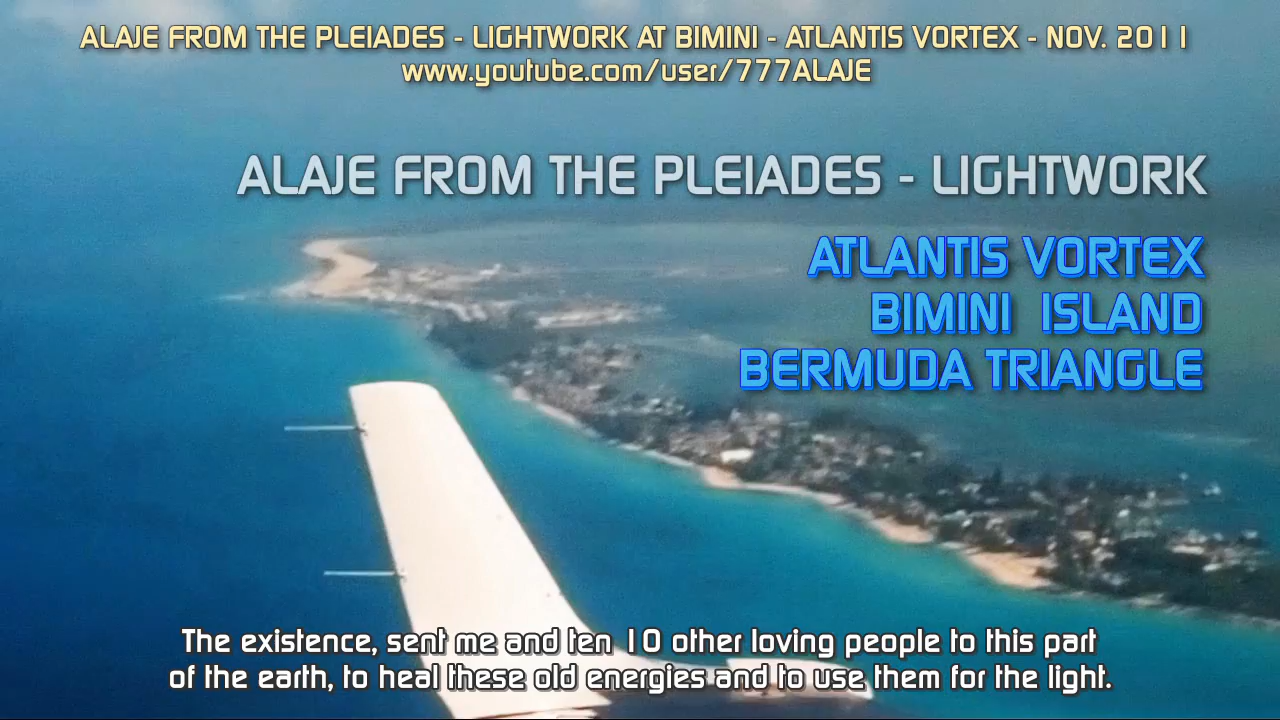 ALAJE FROM THE PLEIADES - LIGHTWORK AT BIMINI - ATLANTIS VORTEX - NOV. 2011
www.youtube.com/user/777ALAJE
ALAJE FROM THE PLEIADES - LIGHTWORK
ATLANTIS VORTEX
BIMINI ISLAND
BERMUDA TRIANGLE
The existence, sent me and ten 10 other loving people to this part
of the earth, to heal these old energies and to use them for the light.